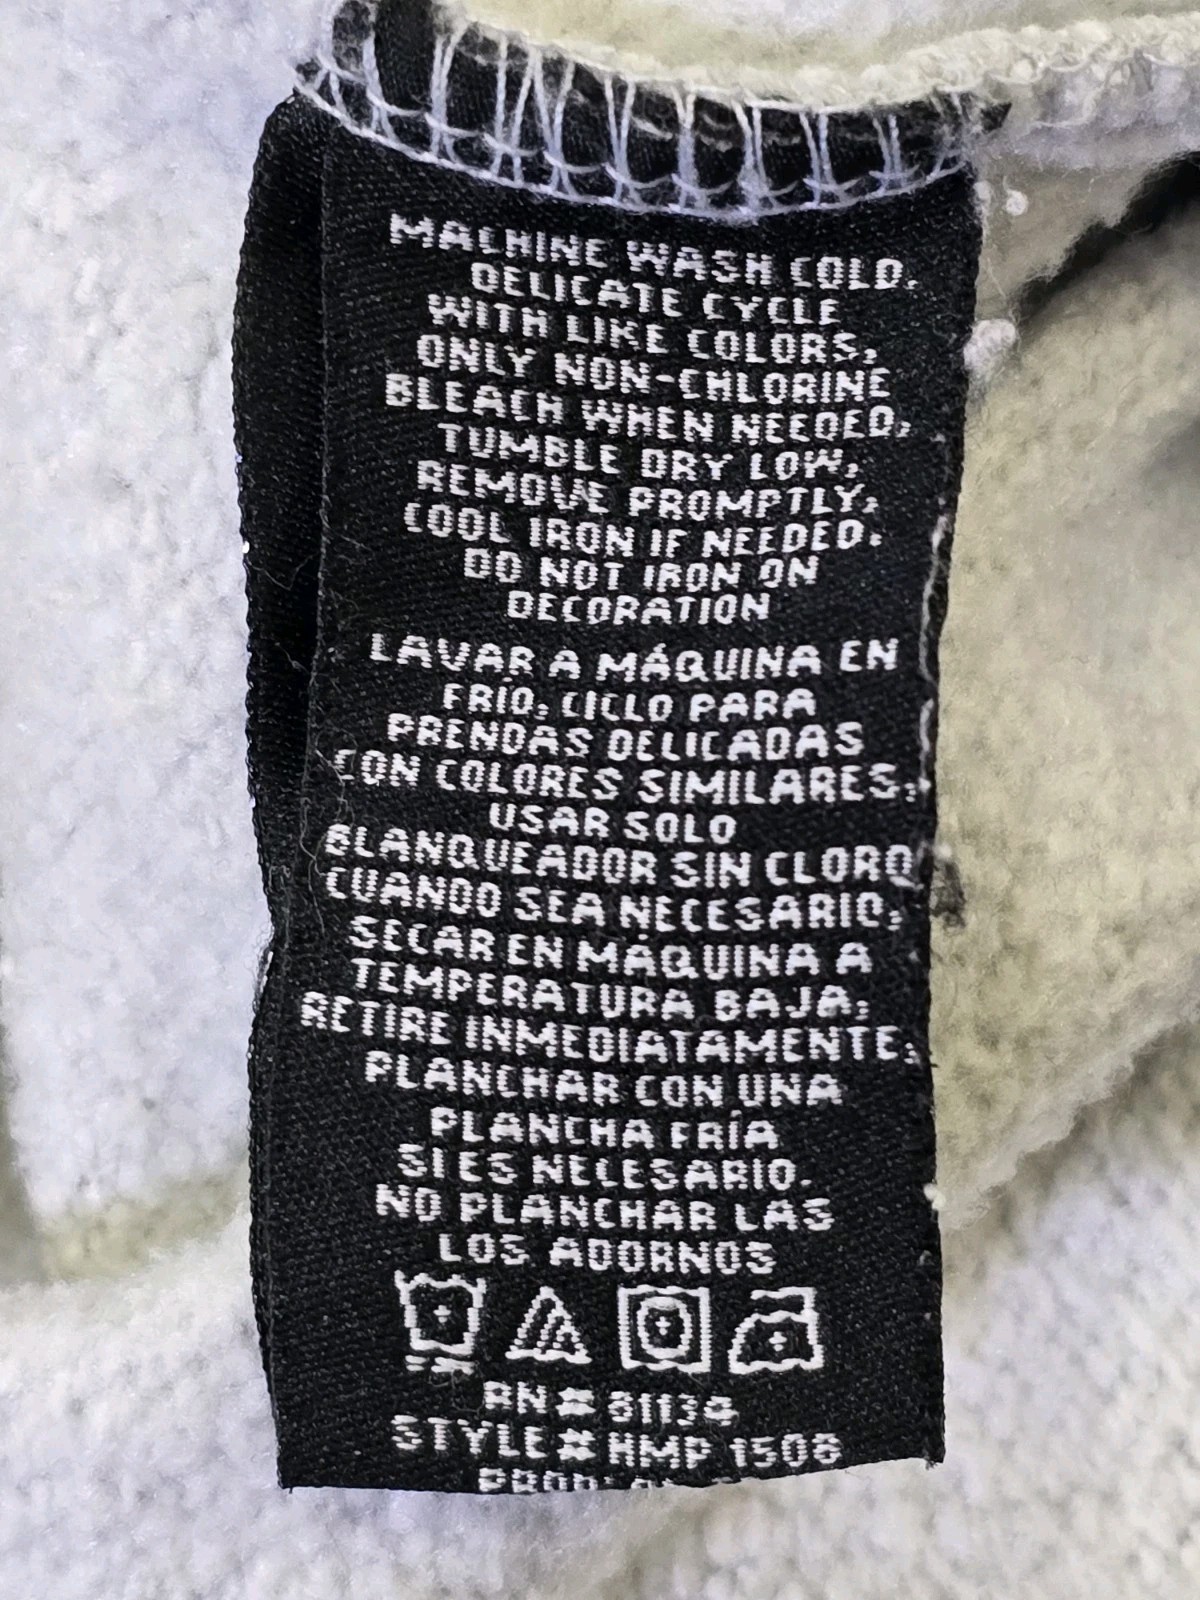 MACHINE WASH COLD,
DELICATE CYCLE
WITH LIKE COLORS,
ONLY NON-CHLORINE
BLEACH WHEN NEEDED,
TUMBLE DRY LOW,
REMOVE PROMPTLY,
COOL IRON IF NEEDED.
DO NOT IRON ON
DECORATION
LAVAR A MÁQUINA EN
FRÍO, CICLO PARA
PRENDAS DELICADAS
CON COLORES SIMILARES,
USAR SOLO
BLANQUEADOR SIN CLORO
CUANDO SEA NECESARIO,
SECAR EN MAQUINA A
TEMPERATURA BAJA,
RETIRE INMEDIATAMENTE,
PLANCHAR CON UNA
PLANCHA FRÍA
SI ES NECESARIO.
NO PLANCHAR LAS
LOS ADORNOS
RN# 81134
STYLE# HMP 1506